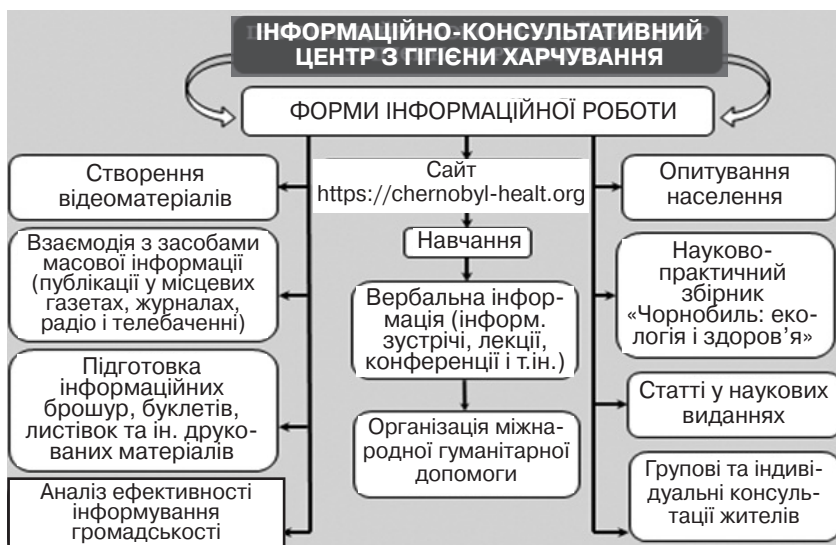 ІНФОРМАЦІЙНО-КОНСУЛЬТАТИВНИЙ
ЦЕНТР З ГІГІЄНИ ХАРЧУВАННЯ
ФОРМИ ІНФОРМАЦІЙНОЇ РОБОТИ
Створення
відеоматеріалів
Взаємодія з засобами
масової інформації
(публікації у місцевих
газетах, журналах,
радіо і телебаченні)
Підготовка
інформаційних
брошур, буклетів,
листівок та ін. друко-
ваних матеріалів
Аналіз ефективності
інформування
громадськості
Сайт
https://chernobyl-healt.org
Навчання
Вербальна інфор-
мація (інформ.
зустрічі, лекції,
конференції і т.ін.)
Організація міжна-
родної гуманітарної
допомоги
Опитування
населення
Науково-
практичний
збірник
«Чорнобиль: еко-
логія і здоров’я»
Статті у наукових
виданнях
Групові та індиві-
дуальні консуль-
тації жителів